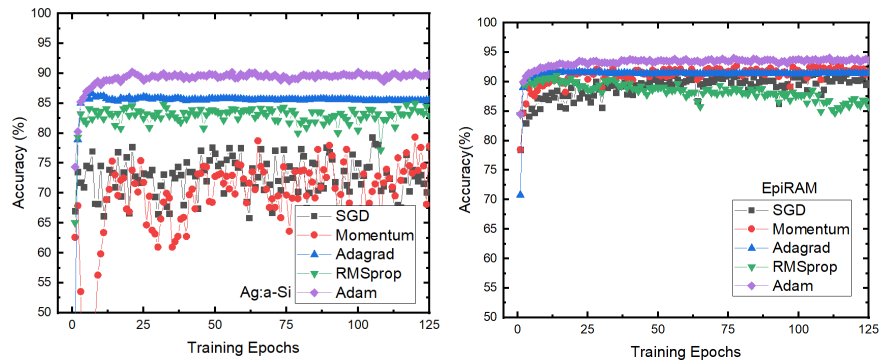 100
95
90
85
80
75
70
65
60
55
50
Accuracy (%)
0
25
50
75
100
125
Training Epochs
Ag:a-Si
SGD
Momentum
Adagrad
RMSprop
Adam
100
95
90
85
80
75
70
65
60
55
50
Accuracy(%)
0
25
50
75
100
125
Training Epochs
EpiRAM
SGD
Momentum
Adagrad
RMSprop
Adam